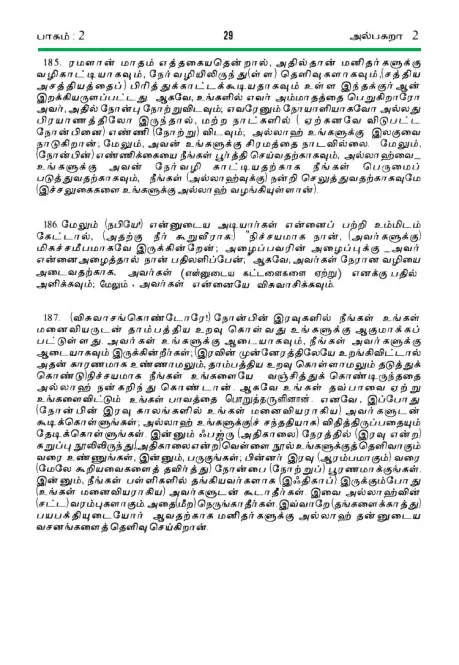 பாகம் : 2 29 அல்பகறா 2
185. ரமளான் மாதம் எத்தகையதென்றால், அதில்தான் மனிதர்களுக்கு
வழிகாட்டியாகவும், நேர்வழியிலிருந்து(ள்ள) தெளிவுகளாகவும்,(சத்திய
அசத்தியத்தைப்) பிரித்துக்காட்டக்கூடியதாகவும் உள்ள இந்தக்குர்ஆன்
இறக்கியருளப்பட்டது. ஆகவே, உங்களில் எவர் அம்மாதத்தை பெறுகிறாரோ
அவர், அதில் நோன்பு நோற்றுவிடவும்; எவரேனும் நோயாளியாகவோ அல்லது
பிரயாணத்திலோ இருந்தால், மற்ற நாட்களில் ( ஏற்கனவே விடுபட்ட
நோன்பினை) எண்ணி (நோற்று) விடவும்; அல்லாஹ் உங்களுக்கு இலகுவை
நாடுகிறான்; மேலும், அவன் உங்களுக்கு சிரமத்தை நாடவில்லை. மேலும்,
(நோன்பின்) எண்ணிக்கையை நீங்கள் பூர்த்தி செய்வதற்காகவும், அல்லாஹ்வை_
உங்களுக்கு அவன் நேர்வழி காட்டியதற்காக நீங்கள் பெருமைப்
படுத்துவதற்காகவும், நீங்கள் (அல்லாஹ்வுக்கு) நன்றி செலுத்துவதற்காகவுமே
(இச்சலுகைகளை உங்களுக்கு அல்லாஹ் வழங்கியுள்ளான்).
186. மேலும் (நபியே!) என்னுடைய அடியார்கள் என்னைப் பற்றி உம்மிடம்
கேட்டால், (அதற்கு நீர் கூறுவீராக:) "நிச்சயமாக நான், (அவர்களுக்கு)
மிகச்சமீபமாகவே இருக்கின்றேன்; அழைப்பவரின் அழைப்புக்கு _அவர்
என்னை அழைத்தால் நான் பதிலளிப்பேன்; ஆகவே, அவர்கள் நேரான வழியை
அடைவதற்காக, அவர்கள் (என்னுடைய கட்டளைகளை ஏற்று) எனக்கு பதில்
அளிக்கவும்; மேலும் , அவர்கள் என்னையே விசுவாசிக்கவும்.
187. (விசுவாசங்கொண்டோரே!) நோன்பின் இரவுகளில் நீங்கள் உங்கள்
மனைவியருடன் தாம்பத்திய உறவு கொள்வது உங்களுக்கு ஆகுமாக்கப்
பட்டுள்ளது. அவர்கள் உங்களுக்கு ஆடையாகவும், நீங்கள் அவர்களுக்கு
ஆடையாகவும் இருக்கின்றீர்கள்; (இரவின் முன்னேரத்திலேயே உறங்கிவிட்டால்
அதன் காரணமாக உண்ணாமலும், தாம்பத்திய உறவு கொள்ளாமலும் தடுத்துக்
கொண்டு)நிச்சயமாக நீங்கள் உங்களையே வஞ்சித்துக் கொண்டிருந்ததை
அல்லாஹ் நன்கறிந்து கொண்டான். ஆகவே உங்கள் தவ்பாவை ஏற்று
உங்களைவிட்டும் உங்கள் பாவத்தை பொறுத்தருளினான். எனவே, இப்போது
(நோன்பின் இரவு காலங்களில் உங்கள் மனைவியராகிய) அவர்களுடன்
கூடிக்கொள்ளுங்கள்; அல்லாஹ் உங்களுக்கு(ச் சந்ததியாக) விதித்திருப்பதையும்
தேடிக்கொள்ளுங்கள். இன்னும் ஃபஜ்ரு (அதிகாலை) நேரத்தில் (இரவு என்ற)
கறுப்பு நூலிலிருந்து,(அதிகாலை என்ற)வெள்ளை நூல் உங்களுக்குத்தெளிவாகும்
வரை உண்ணுங்கள், இன்னும், பருகுங்கள்; பின்னர் இரவு (ஆரம்பமாகும்) வரை
(மேலே கூறியவைகளைத் தவிர்த்து) நோன்பை (நோற்றுப்) பூரணமாக்குங்கள்.
இன்னும், நீங்கள் பள்ளிகளில் தங்கியவர்களாக (இஃதிகாப்) இருக்கும்போது
(உங்கள் மனைவியராகிய) அவர்களுடன் கூடாதீர்கள். இவை அல்லாஹ்வின்
(சட்ட) வரம்புகளாகும் அதை(மீற) நெருங்காதீர்கள். இவ்வாறே (தங்களைக்காத்து)
பயபக்தியுடையோர் ஆவதற்காக மனிதர்களுக்கு அல்லாஹ் தன்னுடைய
வசனங்களைத் தெளிவு செய்கிறான்.